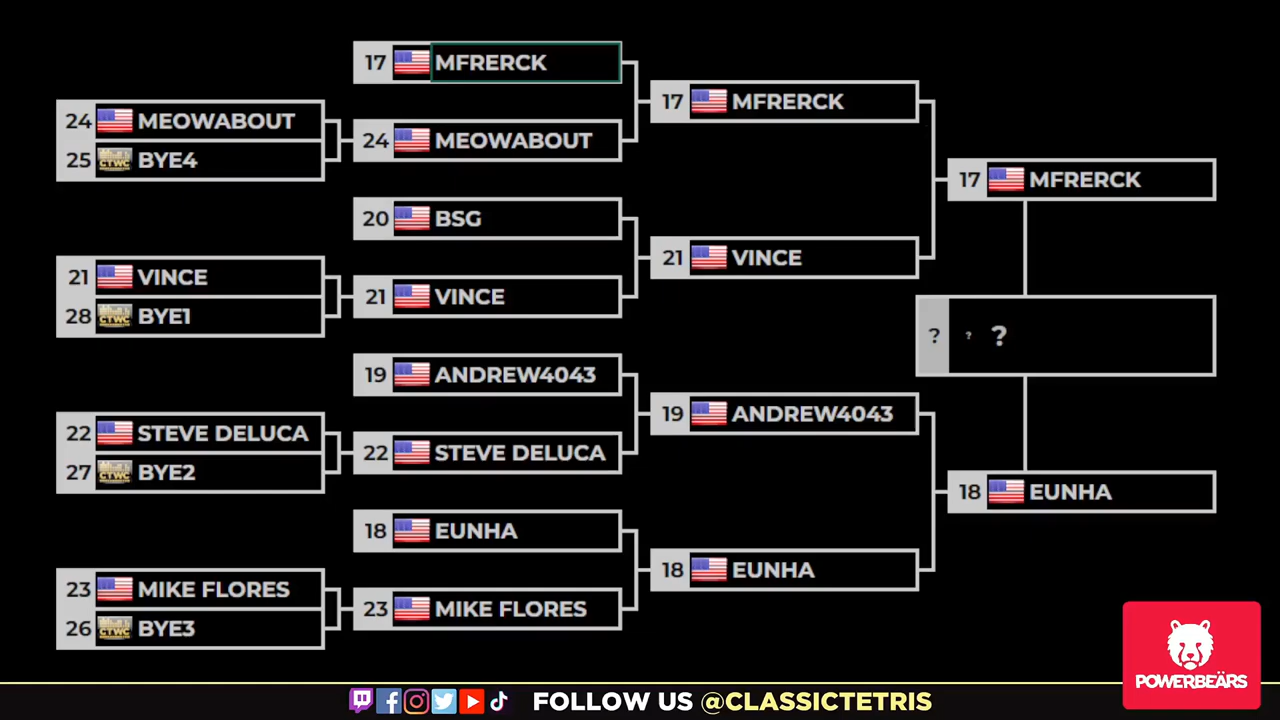 17 MFRERCK
24 MEOWABOUT
25 BYE4
24 MEOWABOUT
20 BSG
21 VINCE
28 BYE1
21 VINCE
19 ANDREW4043
22 STEVE DELUCA
27 BYE2
22 STEVE DELUCA
18 EUNHA
23 MIKE FLORES
26 BYE3
23 MIKE FLORES
17 MFRERCK
21 VINCE
19 ANDREW4043
18 EUNHA
17 MFRERCK
? ? ?
18 EUNHA
POWERBEÄRS
FOLLOW US @CLASSICTETRIS